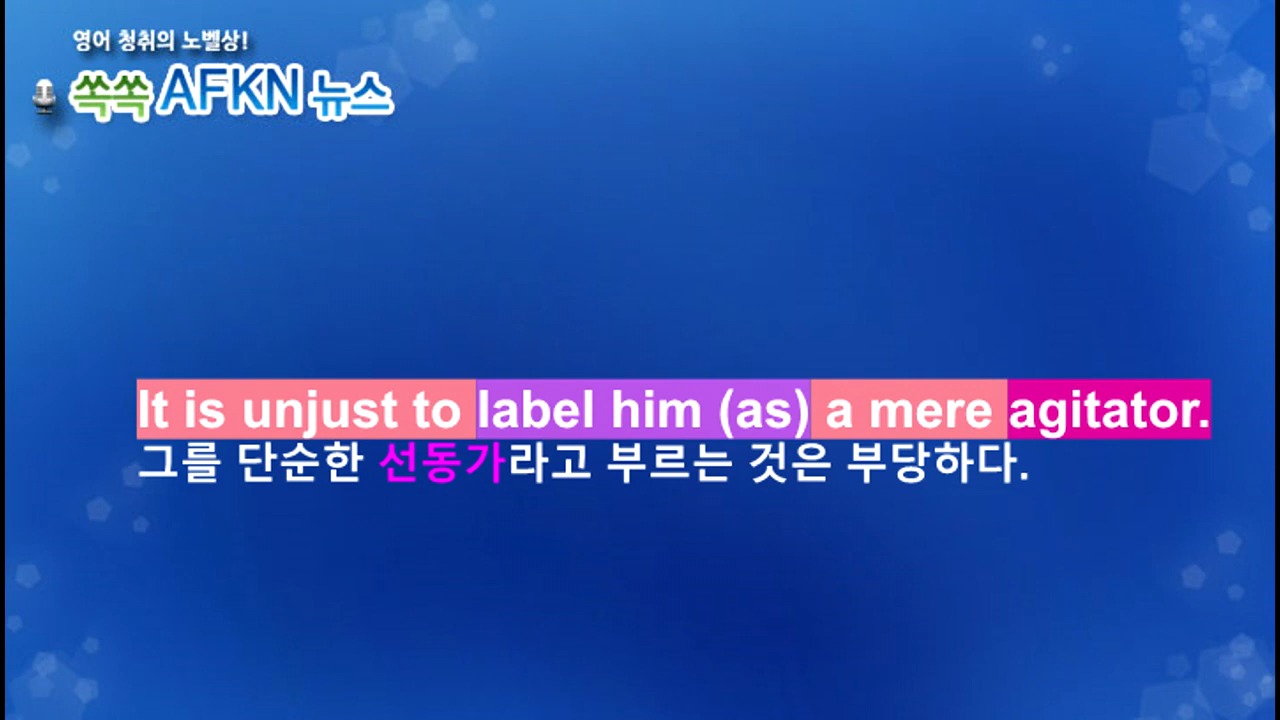 영어 청취의 노벨상!
쏙쏙 AFKN 뉴스
It is unjust to label him (as) a mere agitator.
그를 단순한 선동가라고 부르는 것은 부당하다.